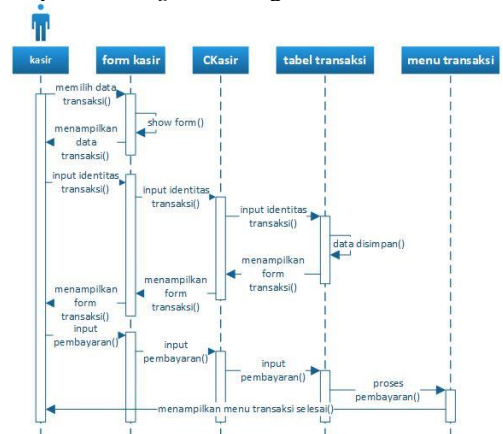 kasir
form kasir
CKasir
tabel transaksi
menu transaksi
memilih data
transaksi()
show form()
menampilkan
data
transaksi()
input identitas
transaksi()
input identitas
transaksi()
input identitas
transaksi()
data disimpan()
menampilkan
form
transaksi()
menampilkan
form
transaksi()
menampilkan
form
transaksi()
input
pembayaran()
input
pembayaran()
input
pembayaran()
proses
pembayaran()
menampilkan menu transaksi selesai()